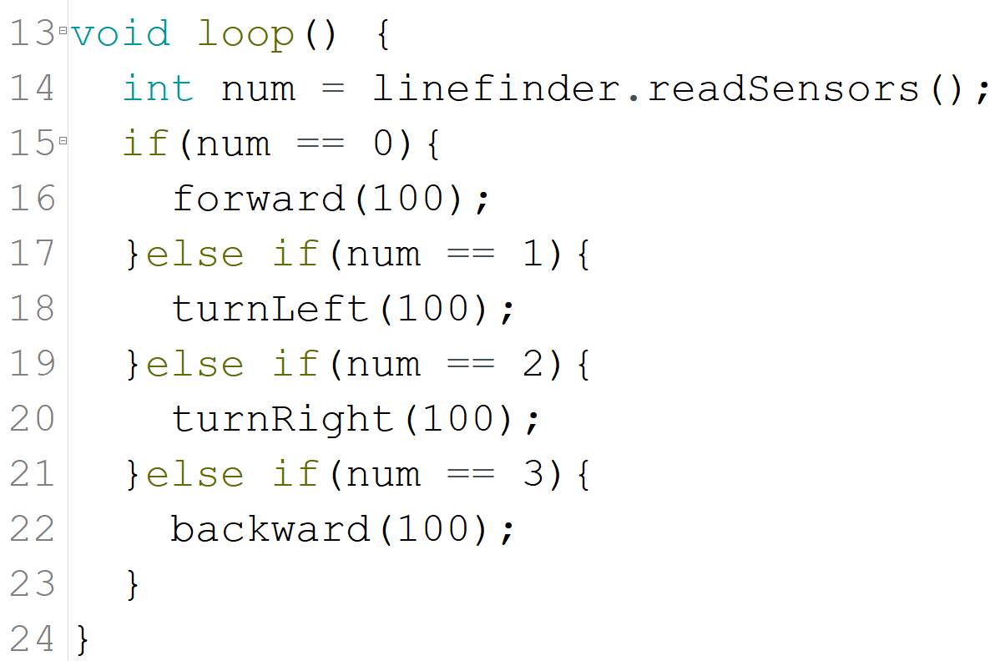 13 void loop() {
14   int num = linefinder.readSensors();
15   if(num == 0){
16     forward(100);
17   }else if(num == 1){
18     turnLeft(100);
19   }else if(num == 2){
20     turnRight(100);
21   }else if(num == 3){
22     backward(100);
23   }
24 }